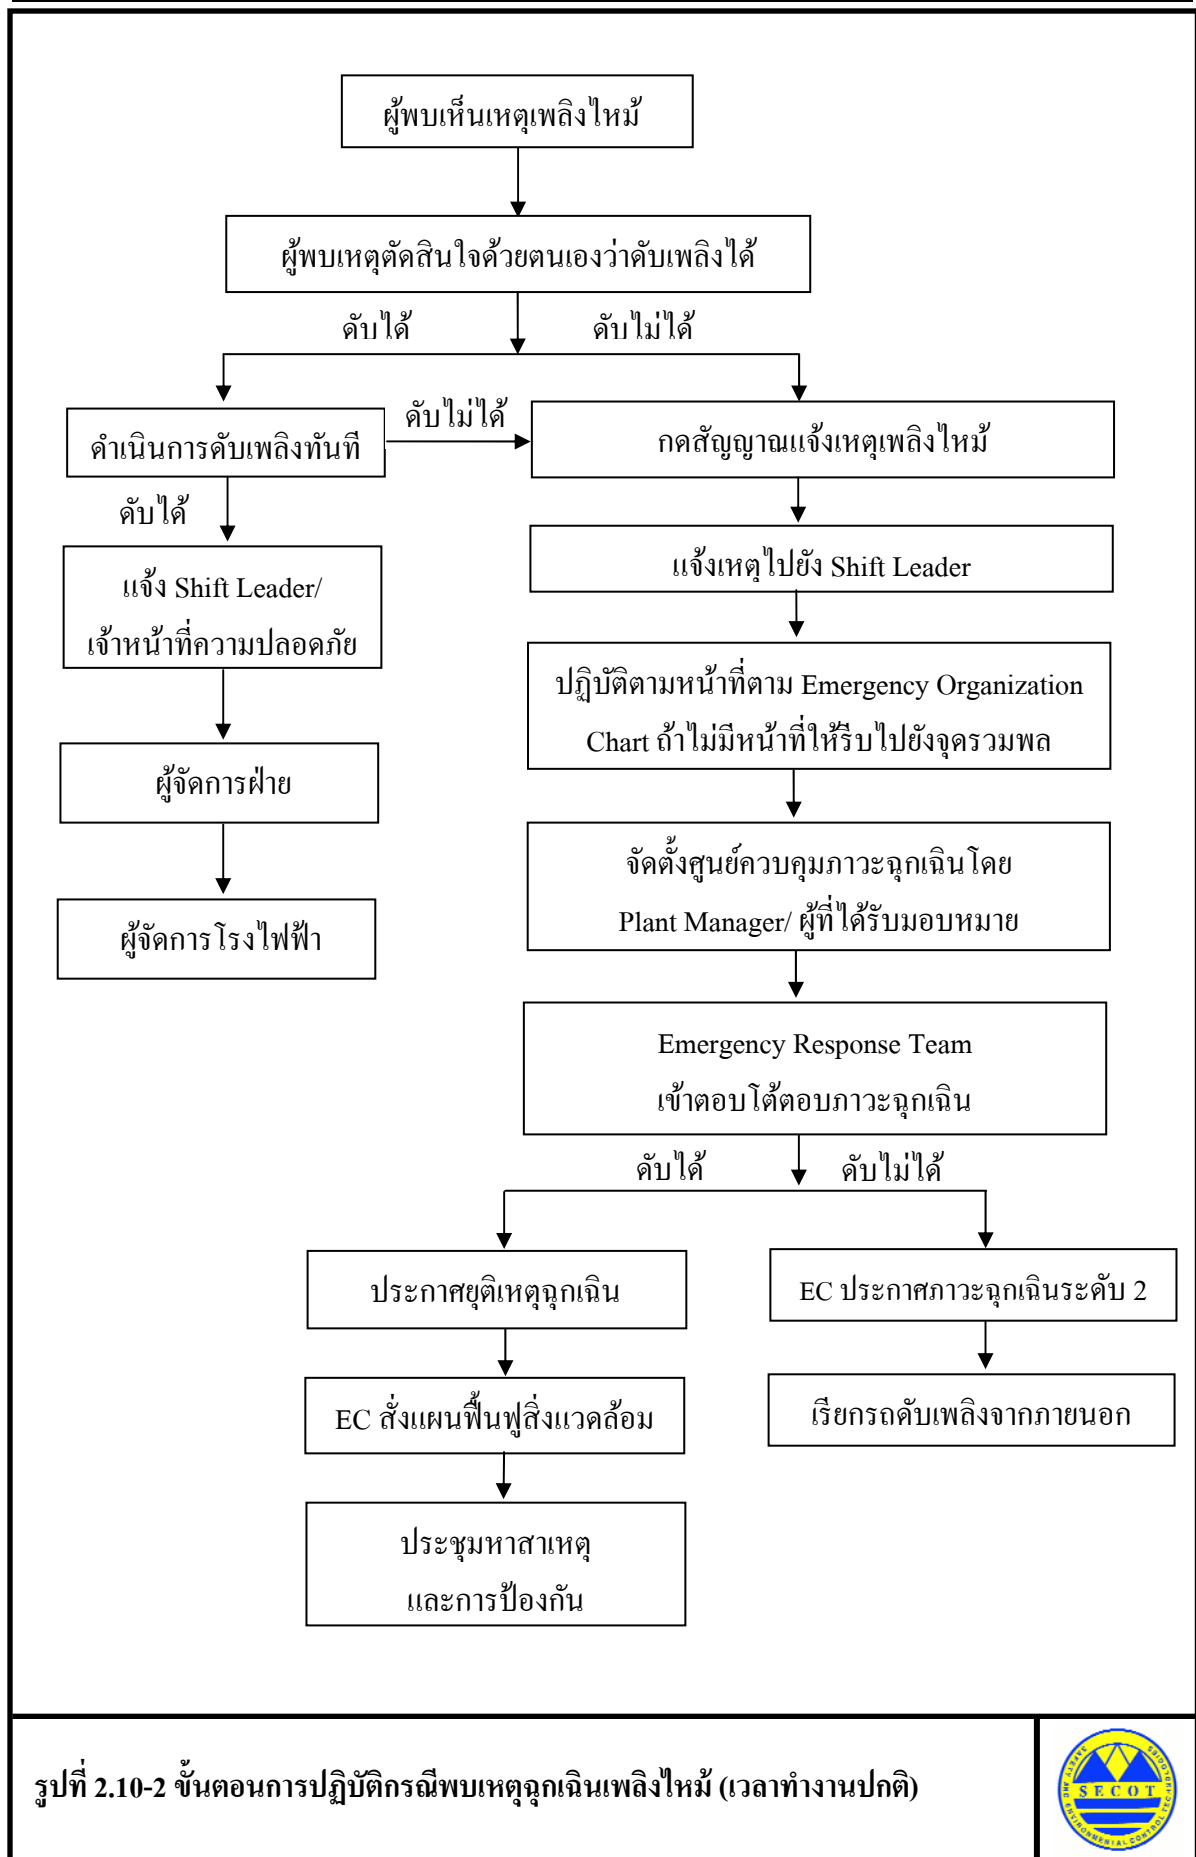 ผู้พบเห็นเหตุเพลิงไหม้
ผู้พบเหตุตัดสินใจด้วยตนเองว่าดับเพลิงได้
ดับได้
ดับไม่ได้
ดำเนินการดับเพลิงทันที
ดับไม่ได้
กดสัญญาณแจ้งเหตุเพลิงไหม้
ดับได้
แจ้ง Shift Leader/
เจ้าหน้าที่ความปลอดภัย
แจ้งเหตุไปยัง Shift Leader
ปฏิบัติตามหน้าที่ตาม Emergency Organization
Chart ถ้าไม่มีหน้าที่ให้รีบไปยังจุดรวมพล
ผู้จัดการฝ่าย
จัดตั้งศูนย์ควบคุมภาวะฉุกเฉินโดย
Plant Manager/ ผู้ที่ได้รับมอบหมาย
ผู้จัดการโรงไฟฟ้า
Emergency Response Team
เข้าตอบโต้ตอบภาวะฉุกเฉิน
ดับได้
ดับไม่ได้
ประกาศยุติเหตุฉุกเฉิน
EC ประกาศภาวะฉุกเฉินระดับ 2
EC สั่งแผนฟื้นฟูสิ่งแวดล้อม
เรียกรถดับเพลิงจากภายนอก
ประชุมหาสาเหตุ
และการป้องกัน
รูปที่ 2.10-2 ขั้นตอนการปฏิบัติกรณีพบเหตุฉุกเฉินเพลิงไหม้ (เวลาทำงานปกติ)
SECOT
SAFETY AND ENVIRONMENTAL CONTROL TECHNOLOGIES